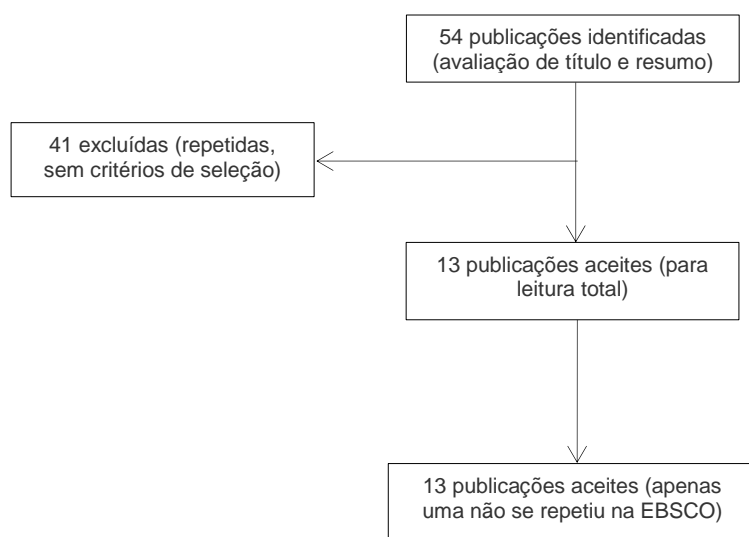 54 publicações identificadas
(avaliação de título e resumo)
41 excluídas (repetidas,
sem critérios de seleção)
13 publicações aceites (para
leitura total)
13 publicações aceites (apenas
uma não se repetiu na EBSCO)